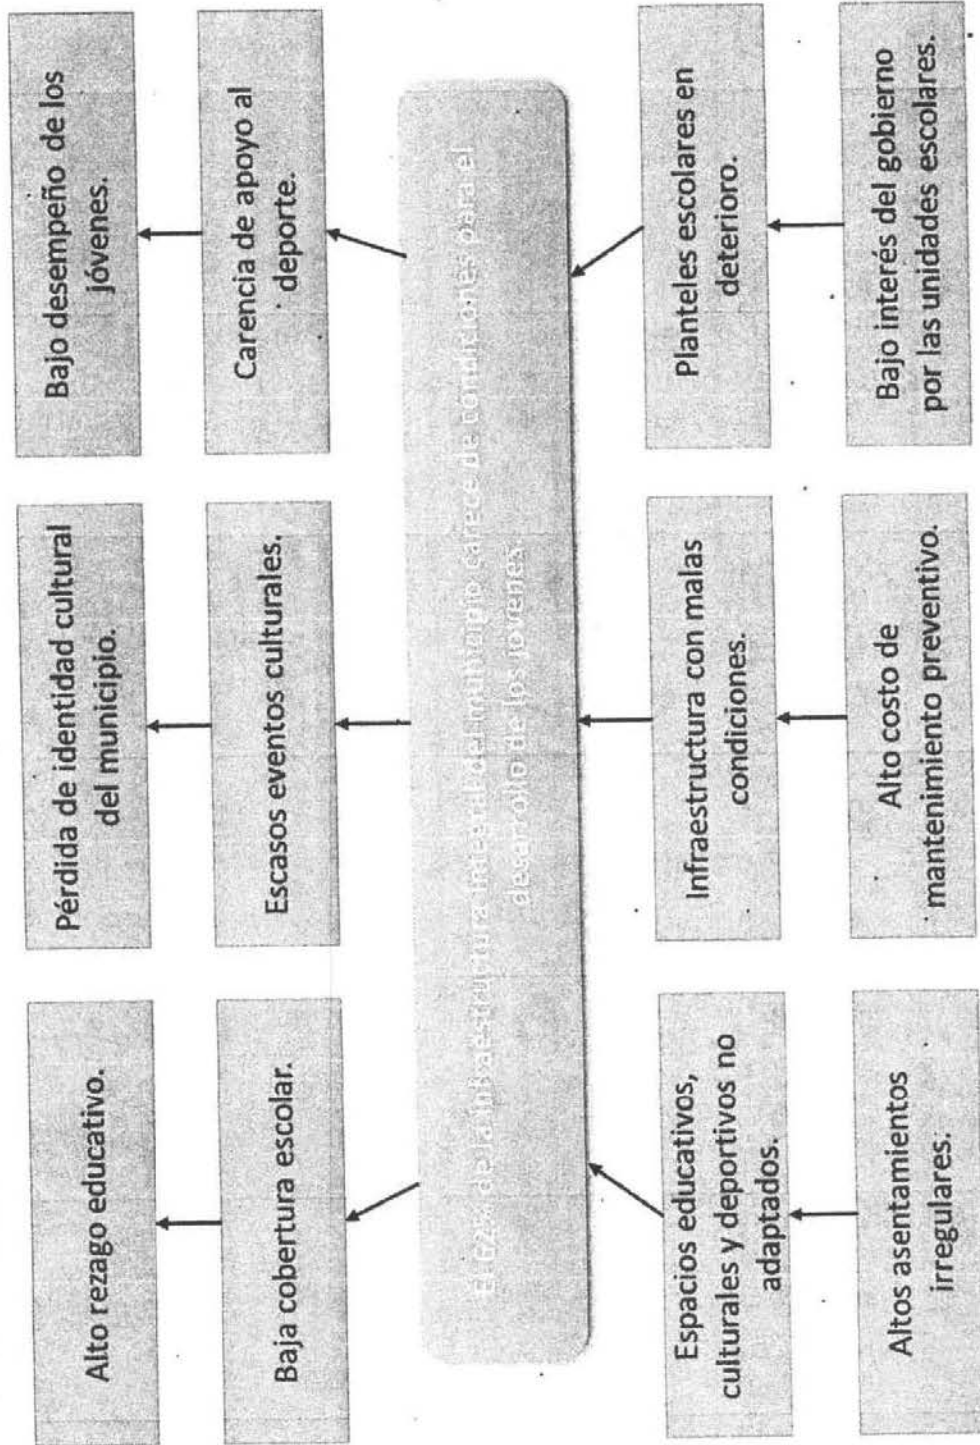 Alto rezago educativo.
Pérdida de identidad cultural
del municipio.
Bajo desempeño de los
jóvenes.
Baja cobertura escolar.
Escasos eventos culturales.
Carencia de apoyo al
deporte.
de la infraestructura integral del municipio carece de condiciones para el
desarrollo de los jóvenes.
Espacios educativos,
culturales y deportivos no
adaptados.
Infraestructura con malas
condiciones.
Planteles escolares en
deterioro.
Altos asentamientos
irregulares.
Alto costo de
mantenimiento preventivo.
Bajo interés del gobierno
por las unidades escolares.